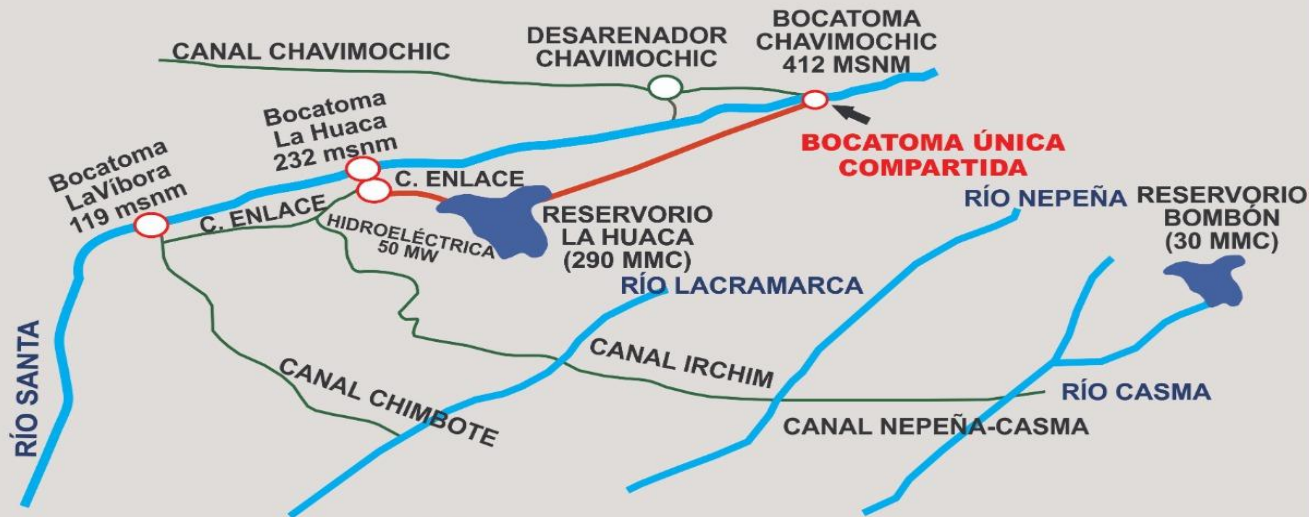 CANAL CHAVIMOCHIC
DESARENADOR
CHAVIMOCHIC
BOCATOMA
CHAVIMOCHIC
412 MSNM
BOCATOMA ÚNICA
COMPARTIDA
Bocatoma
La Huaca
232 msnm
Bocatoma
LaVíbora
119 msnm
C. ENLACE
C. ENLACE
HIDROELÉCTRICA
50 MW
RESERVORIO
LA HUACA
(290 MMC)
RÍO NEPEÑA
RESERVORIO
BOMBÓN
(30 MMC)
RÍO LACRAMARCA
RÍO SANTA
CANAL CHIMBOTE
CANAL IRCHIM
RÍO CASMA
CANAL NEPEÑA-CASMA